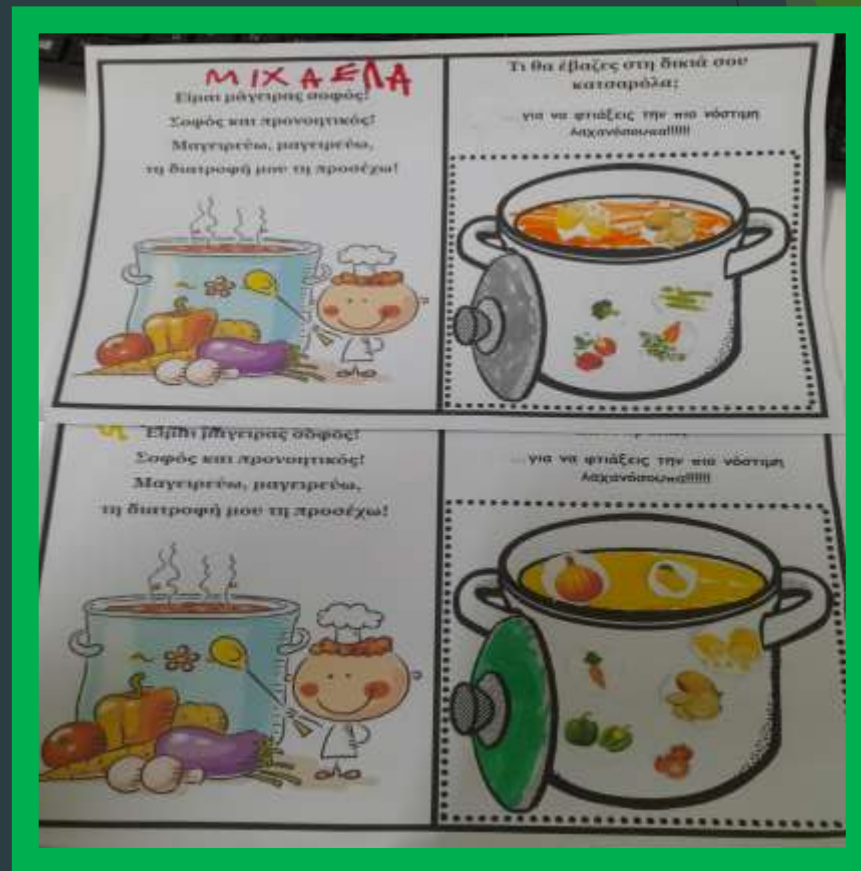 ΜΙΧΑΕΛΑ
Είμαι μάγειρας σοφός!
Σοφός και προνοητικός!
Μαγειρεύω, μαγειρεύω,
τη διατροφή μου τη προσέχω!
Τι θα έβαζες στη δικιά σου
κατσαρόλα;
...για να φτιάξεις την πιο νόστιμη
λαχανόσουπα!!!!!!
Είμαι μάγειρας σοφός!
Σοφός και προνοητικός!
Μαγειρεύω, μαγειρεύω,
τη διατροφή μου τη προσέχω!
...για να φτιάξεις την πιο νόστιμη
λαχανόσουπα!!!!!!